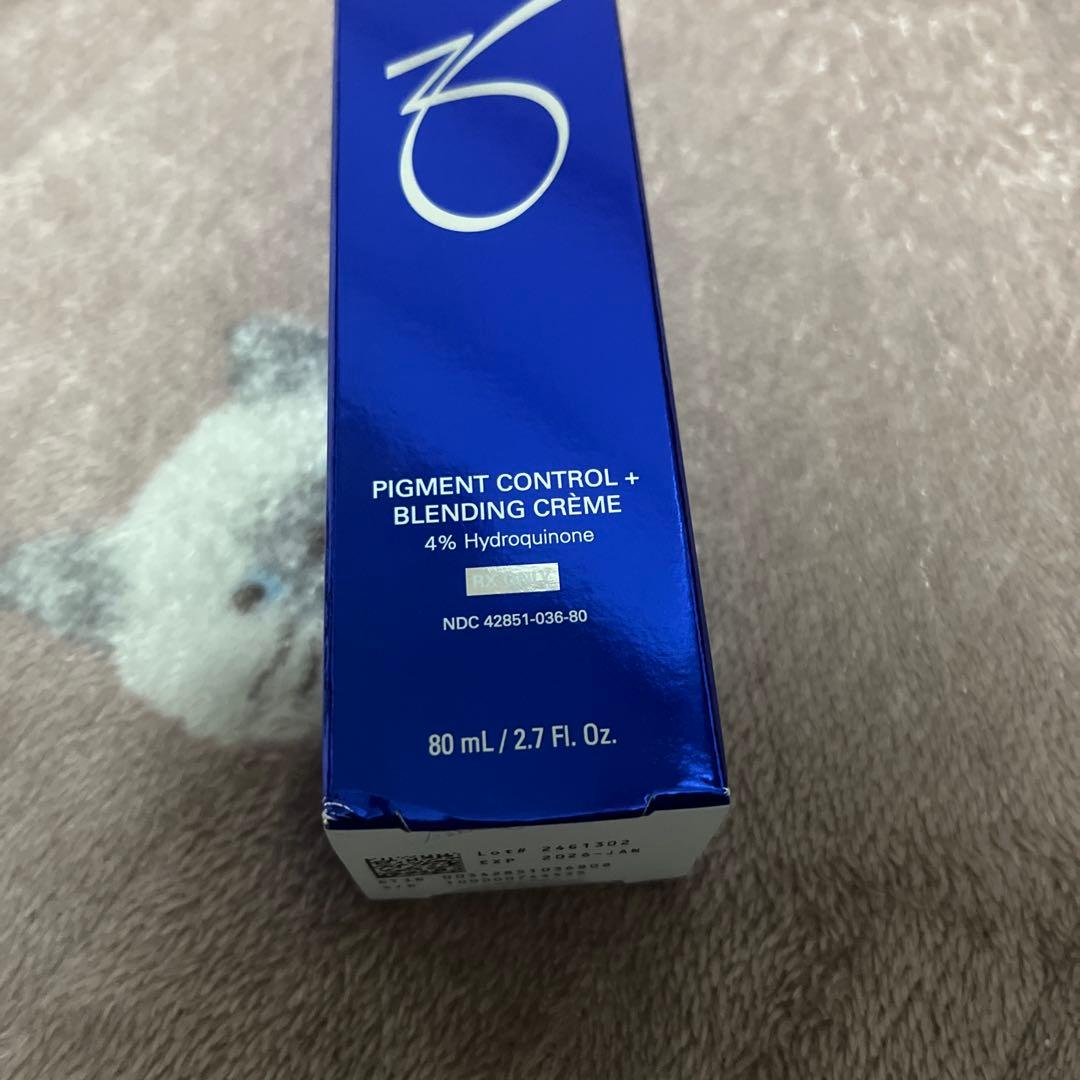 PIGMENT CONTROL +
BLENDING CRÈME
4% Hydroquinone
RX ONLY
NDC 42851-036-80
80 mL / 2.7 Fl. Oz.
Lot# 2461302
EXP 2026-JAN